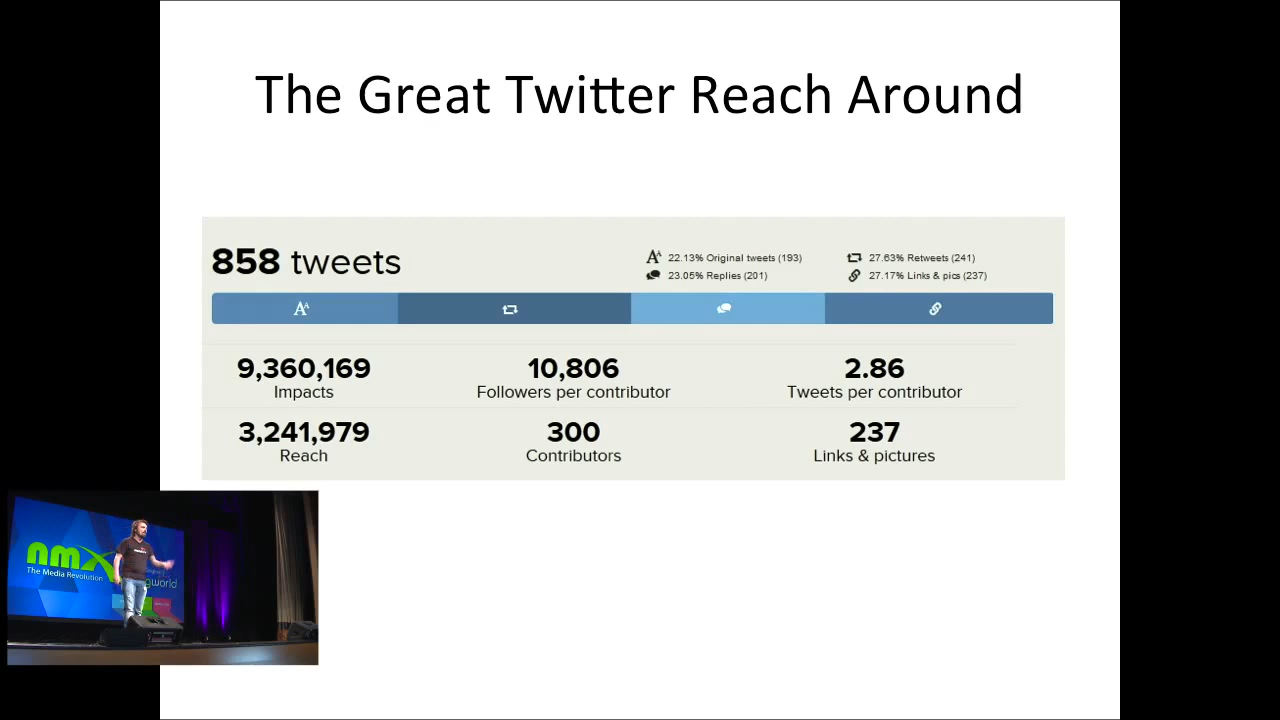 The Great Twitter Reach Around
858 tweets
22.13% Original tweets (193)
27.63% Retweets (241)
23.05% Replies (201)
27.17% Links & pics (237)
9,360,169
10,806
2.86
Impacts
Followers per contributor
Tweets per contributor
3,241,979
300
237
Reach
Contributors
Links & pictures
nmx
The Media Revolution
gworld